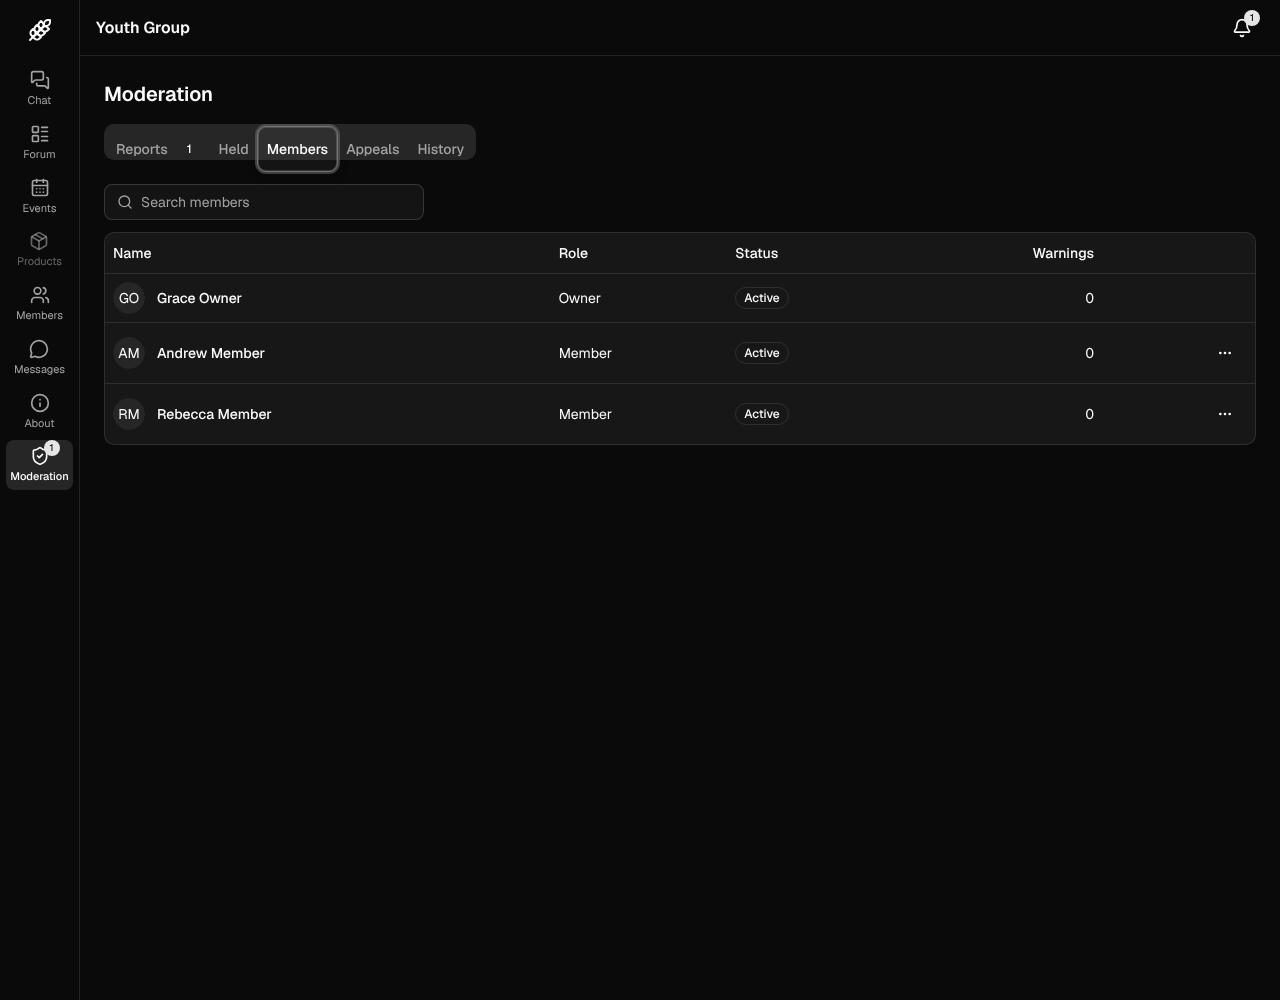 Youth Group
1
Chat
Forum
Events
Products
Members
Messages
About
1
Moderation
Moderation
Reports 1 Held Members Appeals History
Search members
Name Role Status Warnings
GO Grace Owner Owner Active 0
AM Andrew Member Member Active 0
RM Rebecca Member Member Active 0